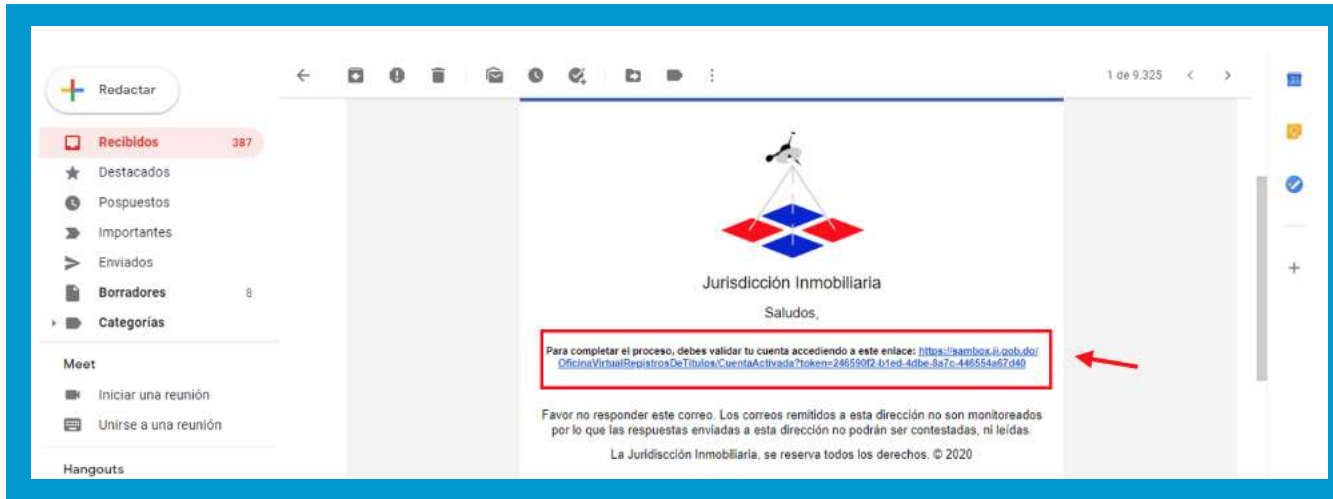 Redactar
1 de 9.325
Recibidos 387
Destacados
Pospuestos
Importantes
Enviados
Borradores 8
Categorías
Meet
Iniciar una reunión
Unirse a una reunión
Hangouts
Jurisdicción Inmobiliaria
Saludos,
Para completar el proceso, debes validar tu cuenta accediendo a este enlace: https://sambox.ji.gob.do/
OficinaVirtualRegistrosDeTitulos/CuentaActivada?token=246590f2-b1ed-4dbe-8a7c-446554a67d40
Favor no responder este correo. Los correos remitidos a esta dirección no son monitoreados
por lo que las respuestas enviadas a esta dirección no podrán ser contestadas, ni leídas.
La Juridiscción Inmobiliaria, se reserva todos los derechos. © 2020